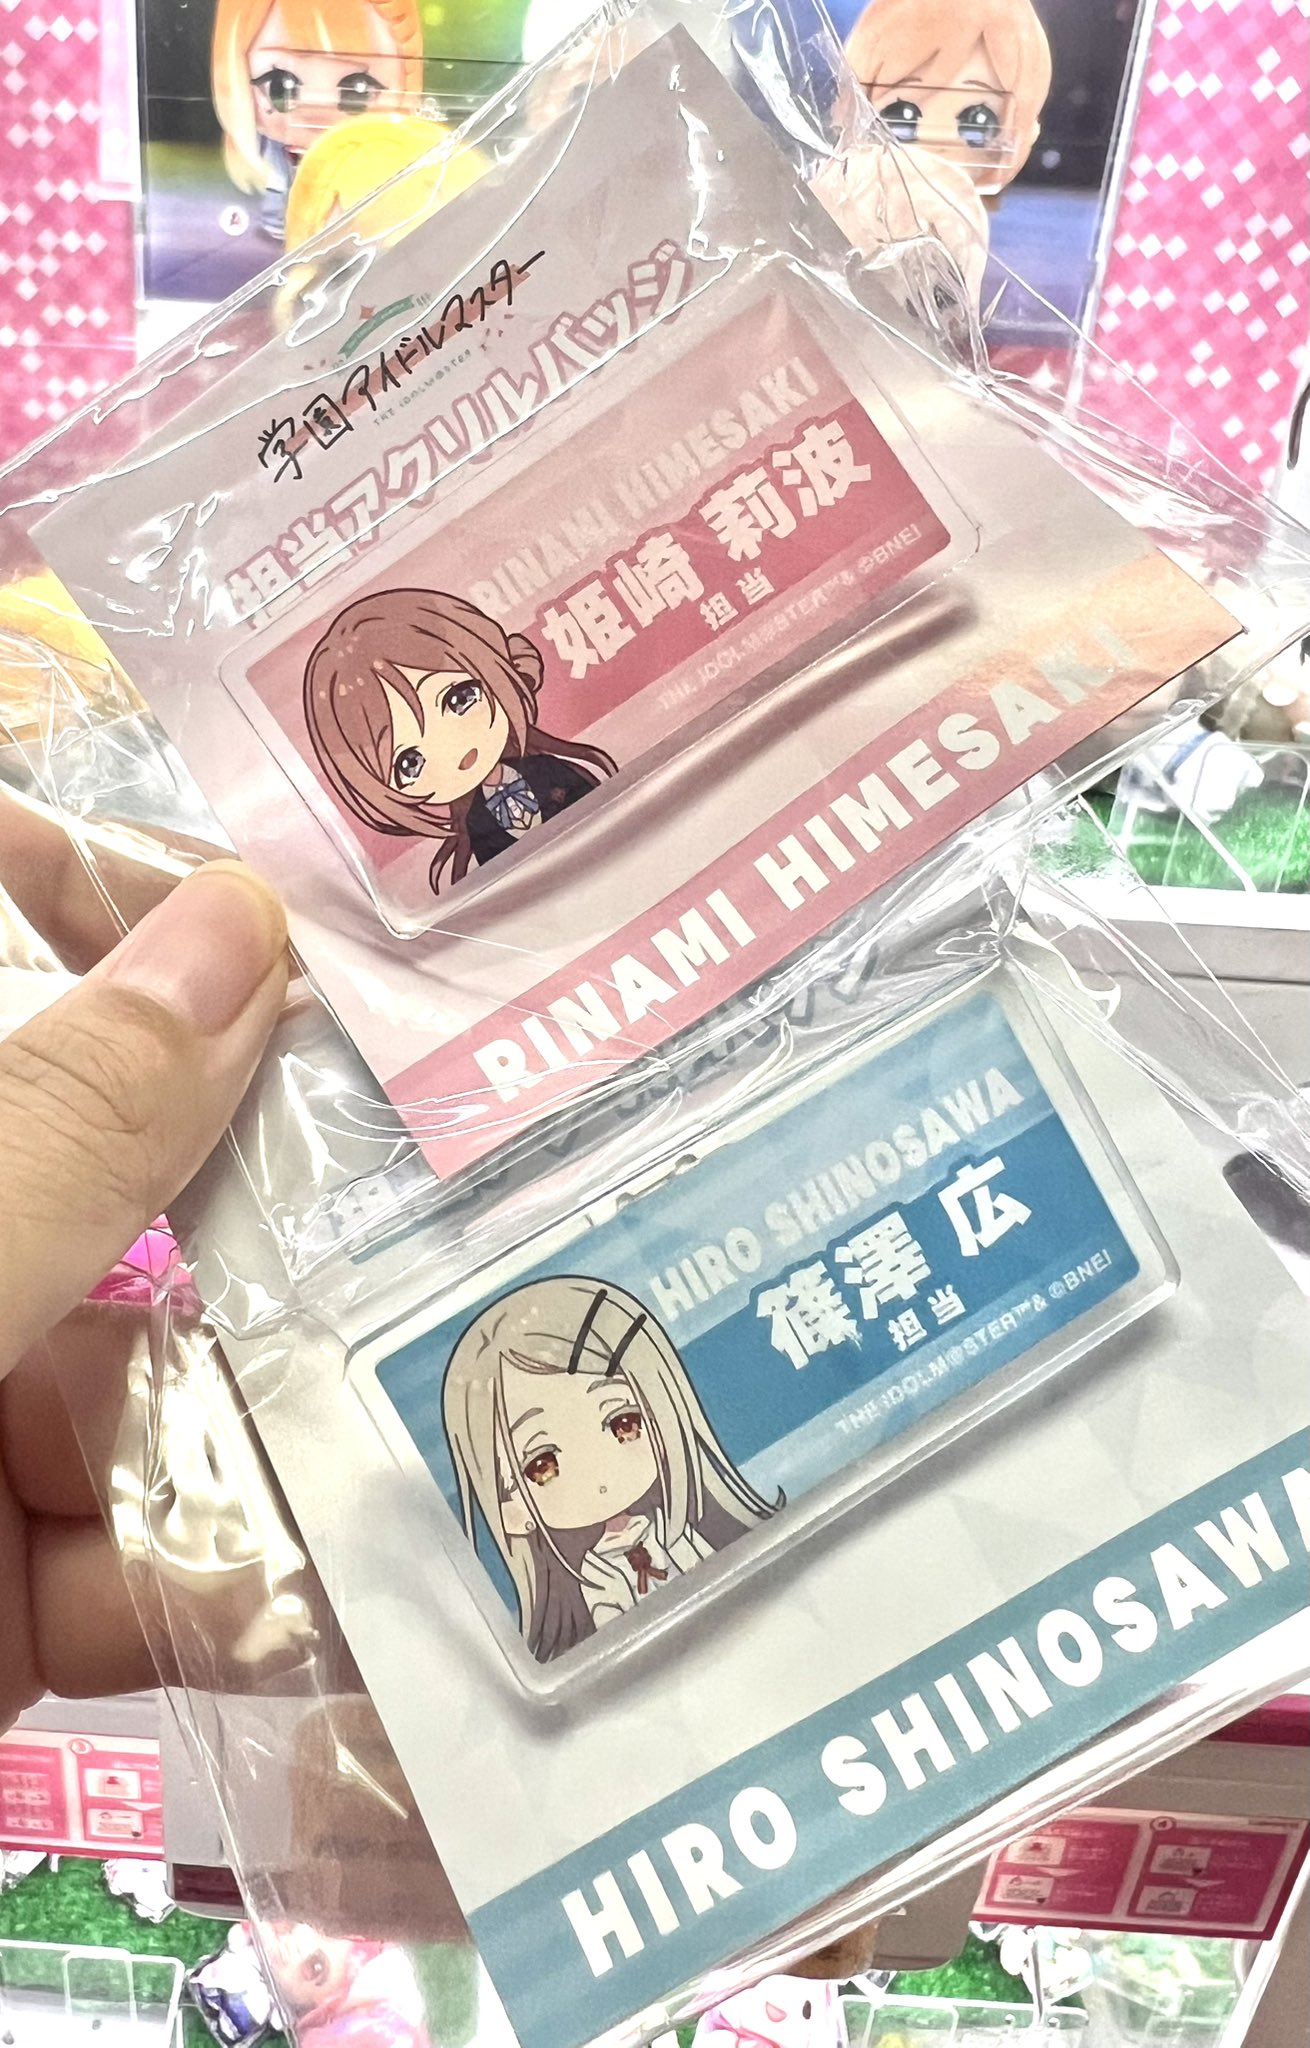 学園アイドルマスター
THE IDOLM@STER
担当アクリルバッジ
RINAMI HIMESAKI
姫崎 莉波
担当
THE IDOLM@STER™& ©BNEI
RINAMI HIMESAKI
HIRO SHINOSAWA
篠澤 広
担当
THE IDOLM@STER™& ©BNEI
HIRO SHINOSAWA